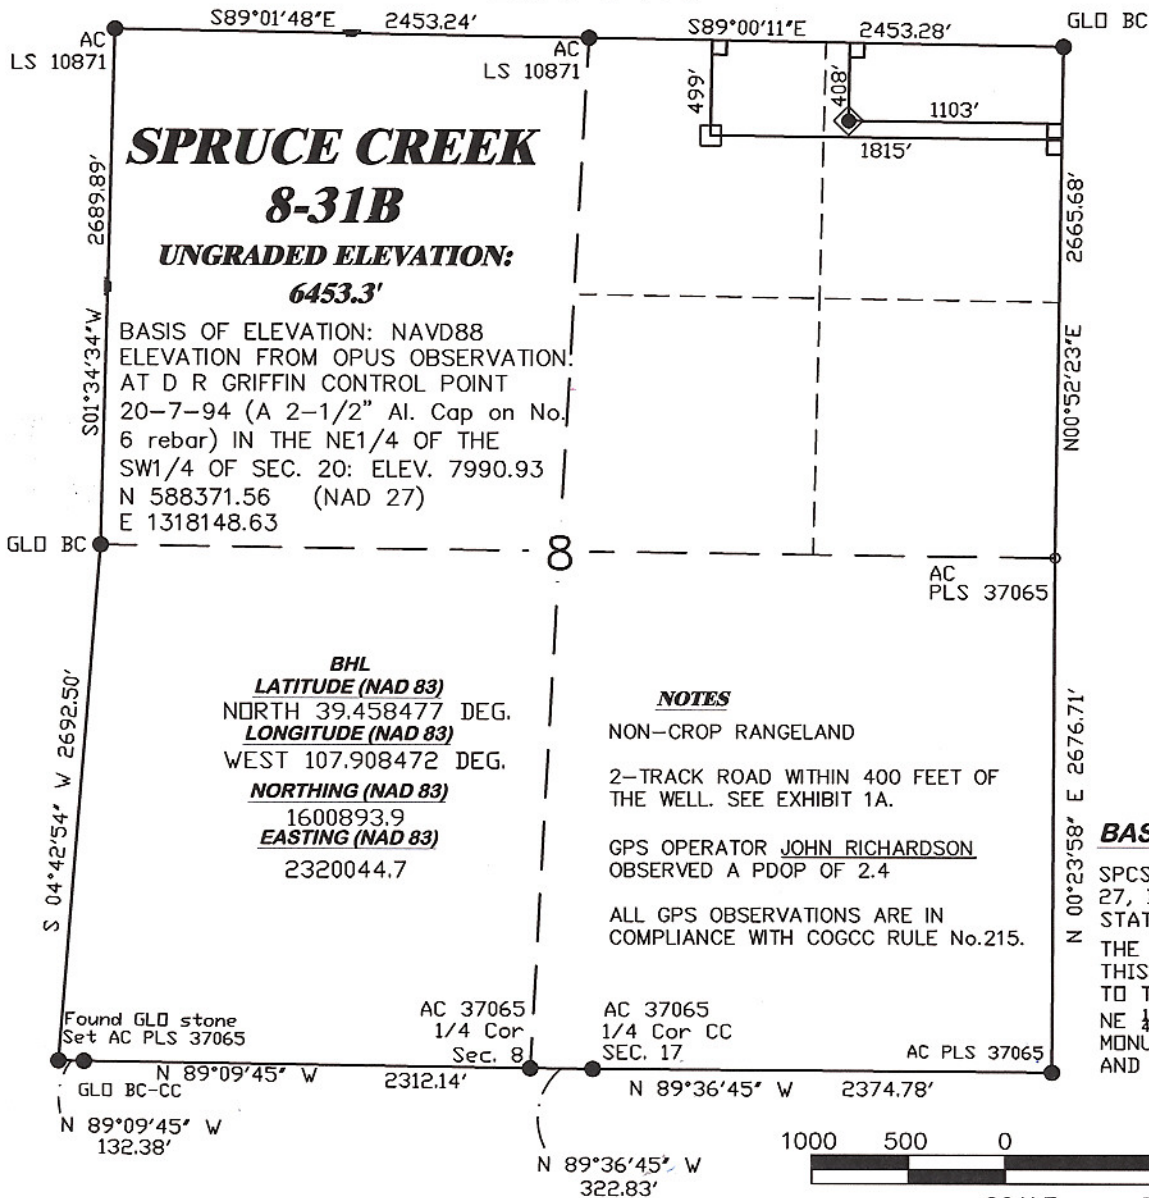 S89°01'48"E 2453.24'
S89°00'11"E 2453.28'
GLO BC
AC
LS 10871
AC
LS 10871
499'
408'
1103'
1815'
SPRUCE CREEK
8-31B
UNGRADED ELEVATION:
6453.3'
2689.89'
S01°34'34"W
2665.68'
N00°52'23"E
BASIS OF ELEVATION: NAVD88
ELEVATION FROM OPUS OBSERVATION
AT D R GRIFFIN CONTROL POINT
20-7-94 (A 2-1/2" Al. Cap on No.
6 rebar) IN THE NE1/4 OF THE
SW1/4 OF SEC. 20: ELEV. 7990.93
N 588371.56 (NAD 27)
E 1318148.63
GLO BC
8
AC
PLS 37065
BHL
LATITUDE (NAD 83)
NORTH 39.458477 DEG.
LONGITUDE (NAD 83)
WEST 107.908472 DEG.
NORTHING (NAD 83)
1600893.9
EASTING (NAD 83)
2320044.7
NOTES
NON-CROP RANGELAND
2-TRACK ROAD WITHIN 400 FEET OF
THE WELL. SEE EXHIBIT 1A.
GPS OPERATOR JOHN RICHARDSON
OBSERVED A PDOP OF 2.4
ALL GPS OBSERVATIONS ARE IN
COMPLIANCE WITH COGCC RULE No.215.
S 04°42'54" W 2692.50'
N 00°23'58" E 2676.71'
BAS
SPCS
27, 
STAT
THE
THIS
TO T
NE
MONU
AND
Found GLO stone
Set AC PLS 37065
GLO BC-CC
N 89°09'45" W 2312.14'
AC 37065
1/4 Cor
Sec. 8
AC 37065
1/4 Cor CC
SEC. 17
AC PLS 37065
N 89°36'45" W 2374.78'
N 89°09'45" W
132.38'
N 89°36'45" W
322.83'
1000 500 0